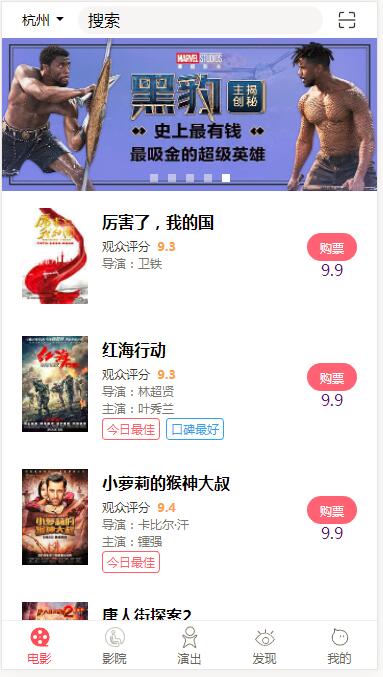 杭州 搜索
MARVEL STUDIOS
黑豹 主创揭秘
史上最有钱
最吸金的超级英雄
厉害了，我的国
观众评分 9.3
导演：卫铁
购票
9.9
红海行动
观众评分 9.3
导演：林超贤
主演：叶秀兰
今日最佳 口碑最好
购票
9.9
小萝莉的猴神大叔
观众评分 9.4
导演：卡比尔·汗
主演：锺强
今日最佳
购票
9.9
唐人街探案2
电影 影院 演出 发现 我的